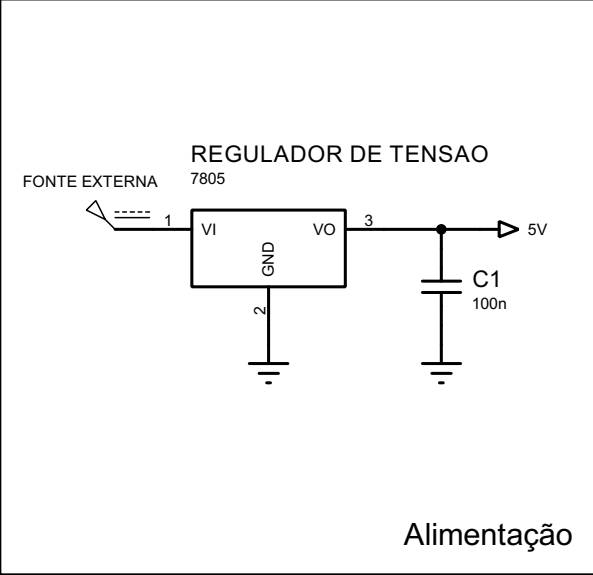 REGULADOR DE TENSAO
7805
FONTE EXTERNA
1
VI
VO
3
5V
GND
2
C1
100n
Alimentação